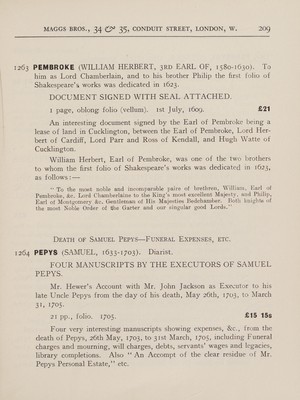 MAGGS BROS., 34 & 35, CONDUIT STREET, LONDON, W. 209
1263 PEMBROKE (WILLIAM HERBERT, 3RD EARL OF, 1580-1630). To
him as Lord Chamberlain, and to his brother Philip the first folio of
Shakespeare's works was dedicated in 1623.
DOCUMENT SIGNED WITH SEAL ATTACHED.
1 page, oblong folio (vellum). 1st July, 1609. £21
An interesting document signed by the Earl of Pembroke being a
lease of land in Cucklington, between the Earl of Pembroke, Lord Her-
bert of Cardiff, Lord Parr and Ross of Kendall, and Hugh Watte of
Cucklington.
William Herbert, Earl of Pembroke, was one of the two brothers
to whom the first folio of Shakespeare's works was dedicated in 1623,
as follows:—
"To the most noble and incomparable paire of brethren, William, Earl of
Pembroke, &c. Lord Chamberlaine to the King's most excellent Majesty, and Philip,
Earl of Montgomery &c. Gentleman of His Majesties Bedchamber. Both knights of
the most Noble Order of the Garter and our singular good Lords."
DEATH OF SAMUEL PEPYS—FUNERAL EXPENSES, ETC.
1264 PEPYS (SAMUEL, 1633-1703). Diarist.
FOUR MANUSCRIPTS BY THE EXECUTORS OF SAMUEL
PEPYS.
Mr. Hewer's Account with Mr. John Jackson as Executor to his
late Uncle Pepys from the day of his death, May 26th, 1703, to March
31, 1705.
21 pp., folio. 1705. £15 15s
Four very interesting manuscripts showing expenses, &c., from the
death of Pepys, 26th May, 1703, to 31st March, 1705, including Funeral
charges and mourning, will charges, debts, servants' wages and legacies,
library completions. Also "An Accompt of the clear residue of Mr.
Pepys Personal Estate," etc.